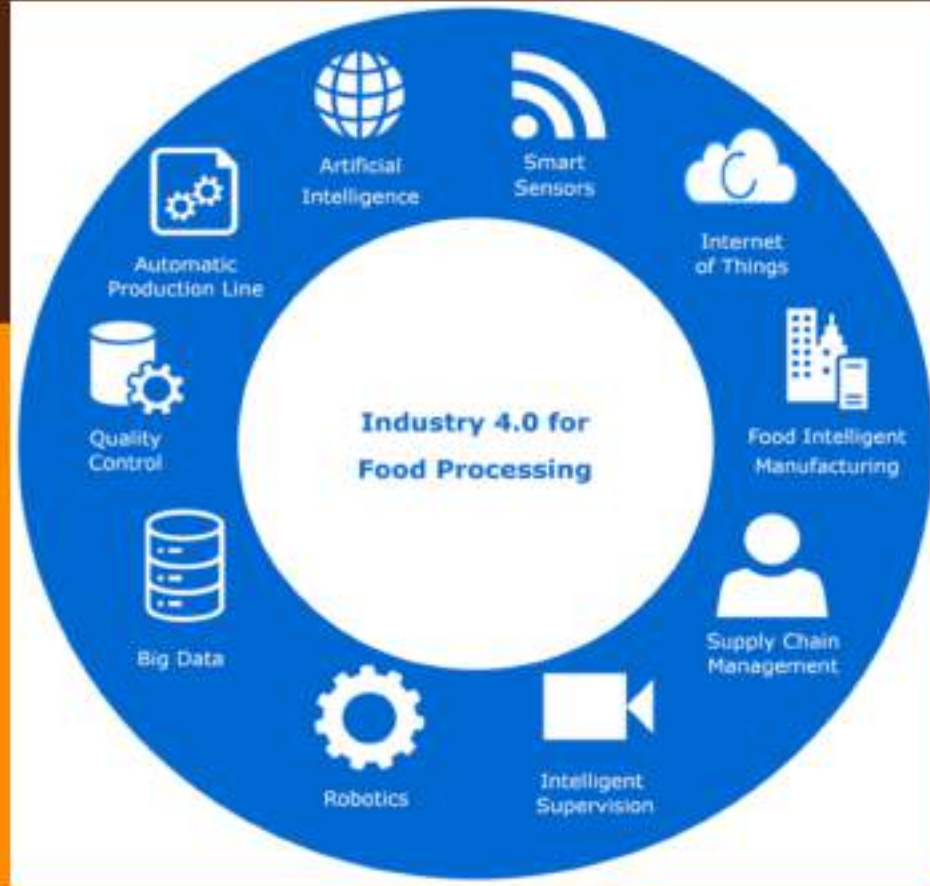 Artificial
Intelligence
Smart
Sensors
Internet
of Things
Food Intelligent
Manufacturing
Supply Chain
Management
Intelligent
Supervision
Robotics
Big Data
Quality
Control
Automatic
Production Line
Industry 4.0 for
Food Processing